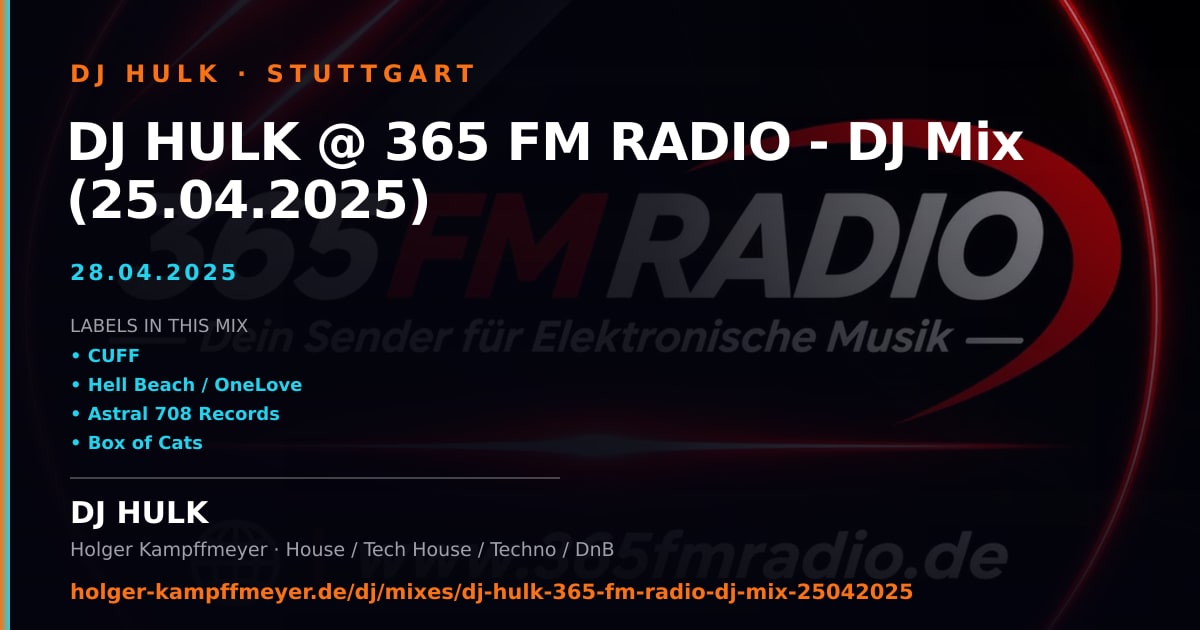 DJ HULK · STUTTGART
DJ HULK @ 365 FM RADIO - DJ Mix
(25.04.2025)
365FM RADIO
28.04.2025
LABELS IN THIS MIX
Dein Sender für Elektronische Musik
• CUFF
• Hell Beach / OneLove
• Astral 708 Records
• Box of Cats
DJ HULK
Holger Kampffmeyer · House / Tech House / Techno / DnB
www.365fmradio.de
holger-kampffmeyer.de/dj/mixes/dj-hulk-365-fm-radio-dj-mix-25042025